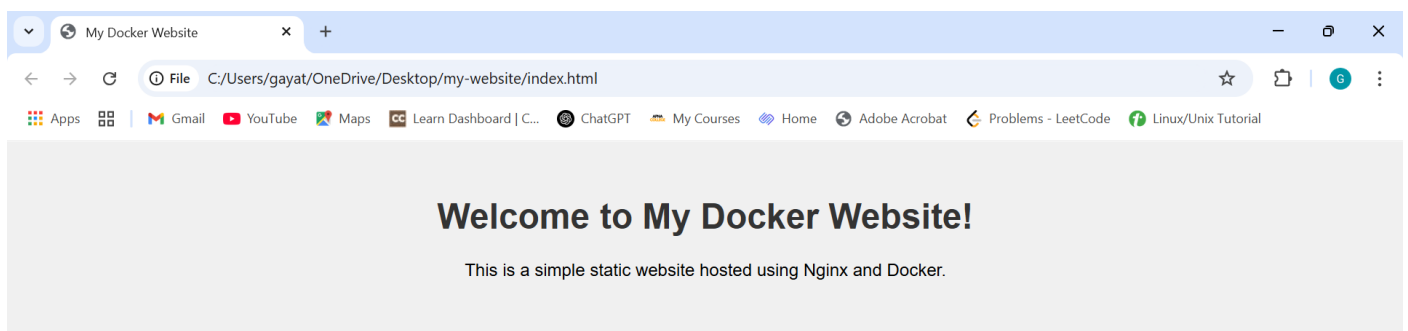 My Docker Website
File C:/Users/gayat/OneDrive/Desktop/my-website/index.html G
Apps Gmail YouTube Maps CC Learn Dashboard | C... ChatGPT My Courses Home Adobe Acrobat Problems - LeetCode Linux/Unix Tutorial
Welcome to My Docker Website!
This is a simple static website hosted using Nginx and Docker.